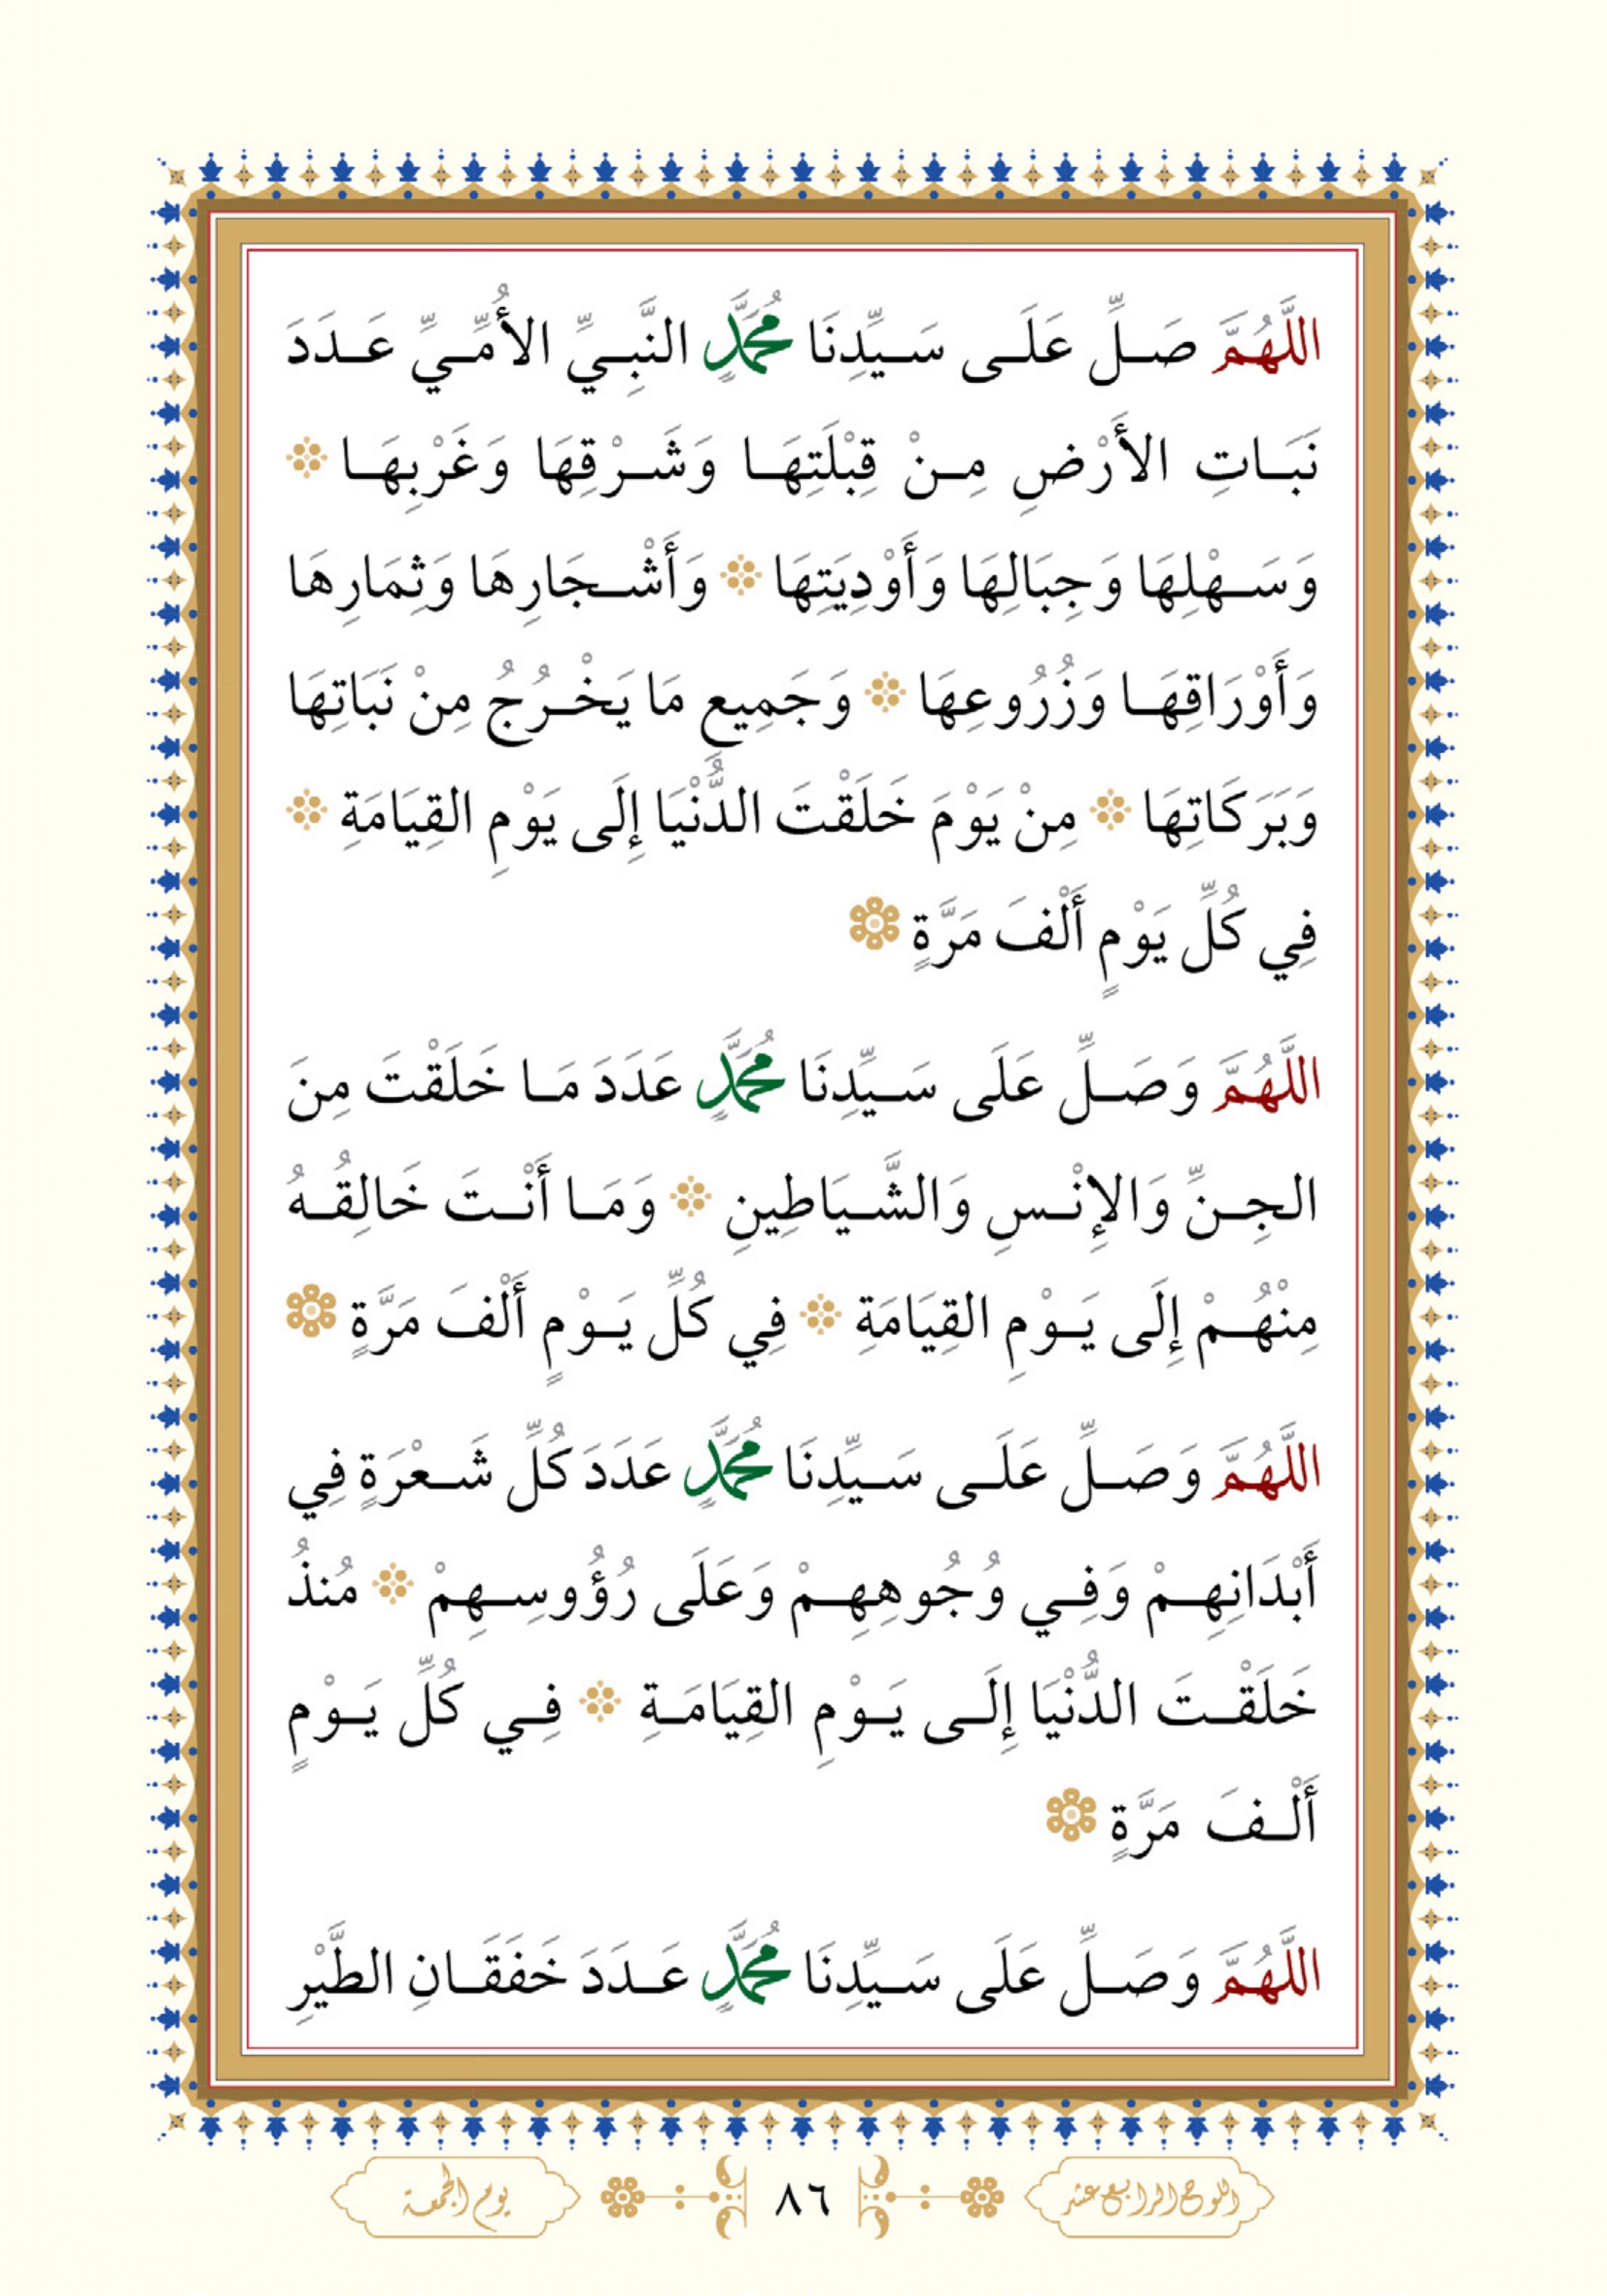 اللَّهُمَّ صَلِّ عَلَى سَيِّدِنَا مُحَمَّدٍ النَّبِيِّ الأُمِّيِّ عَدَدَ
نَبَاتِ الأَرْضِ مِنْ قِبْلَتِهَا وَشَرْقِهَا وَغَرْبِهَا
وَسَهْلِهَا وَجِبَالِهَا وَأَوْدِيَتِهَا وَأَشْجَارِهَا وَثِمَارِهَا
وَأَوْرَاقِهَا وَزُرُوعِهَا وَجَمِيعِ مَا يَخْرُجُ مِنْ نَبَاتِهَا
وَبَرَكَاتِهَا مِنْ يَوْمَ خَلَقْتَ الدُّنْيَا إِلَى يَوْمِ القِيَامَةِ
فِي كُلِّ يَوْمٍ أَلْفَ مَرَّةٍ
اللَّهُمَّ وَصَلِّ عَلَى سَيِّدِنَا مُحَمَّدٍ عَدَدَ مَا خَلَقْتَ مِنَ
الجِنِّ وَالإِنْسِ وَالشَّيَاطِينِ وَمَا أَنْتَ خَالِقُهُ
مِنْهُمْ إِلَى يَوْمِ القِيَامَةِ فِي كُلِّ يَوْمٍ أَلْفَ مَرَّةٍ
اللَّهُمَّ وَصَلِّ عَلَى سَيِّدِنَا مُحَمَّدٍ عَدَدَ كُلِّ شَعْرَةٍ فِي
أَبْدَانِهِمْ وَفِي وُجُوهِهِمْ وَعَلَى رُؤُوسِهِمْ مُنذُ
خَلَقْتَ الدُّنْيَا إِلَى يَوْمِ القِيَامَةِ فِي كُلِّ يَوْمٍ
أَلْفَ مَرَّةٍ
اللَّهُمَّ وَصَلِّ عَلَى سَيِّدِنَا مُحَمَّدٍ عَدَدَ خَفَقَانِ الطَّيْرِ
اللوح الرابع عشر ٨٦ يوم الجمعة